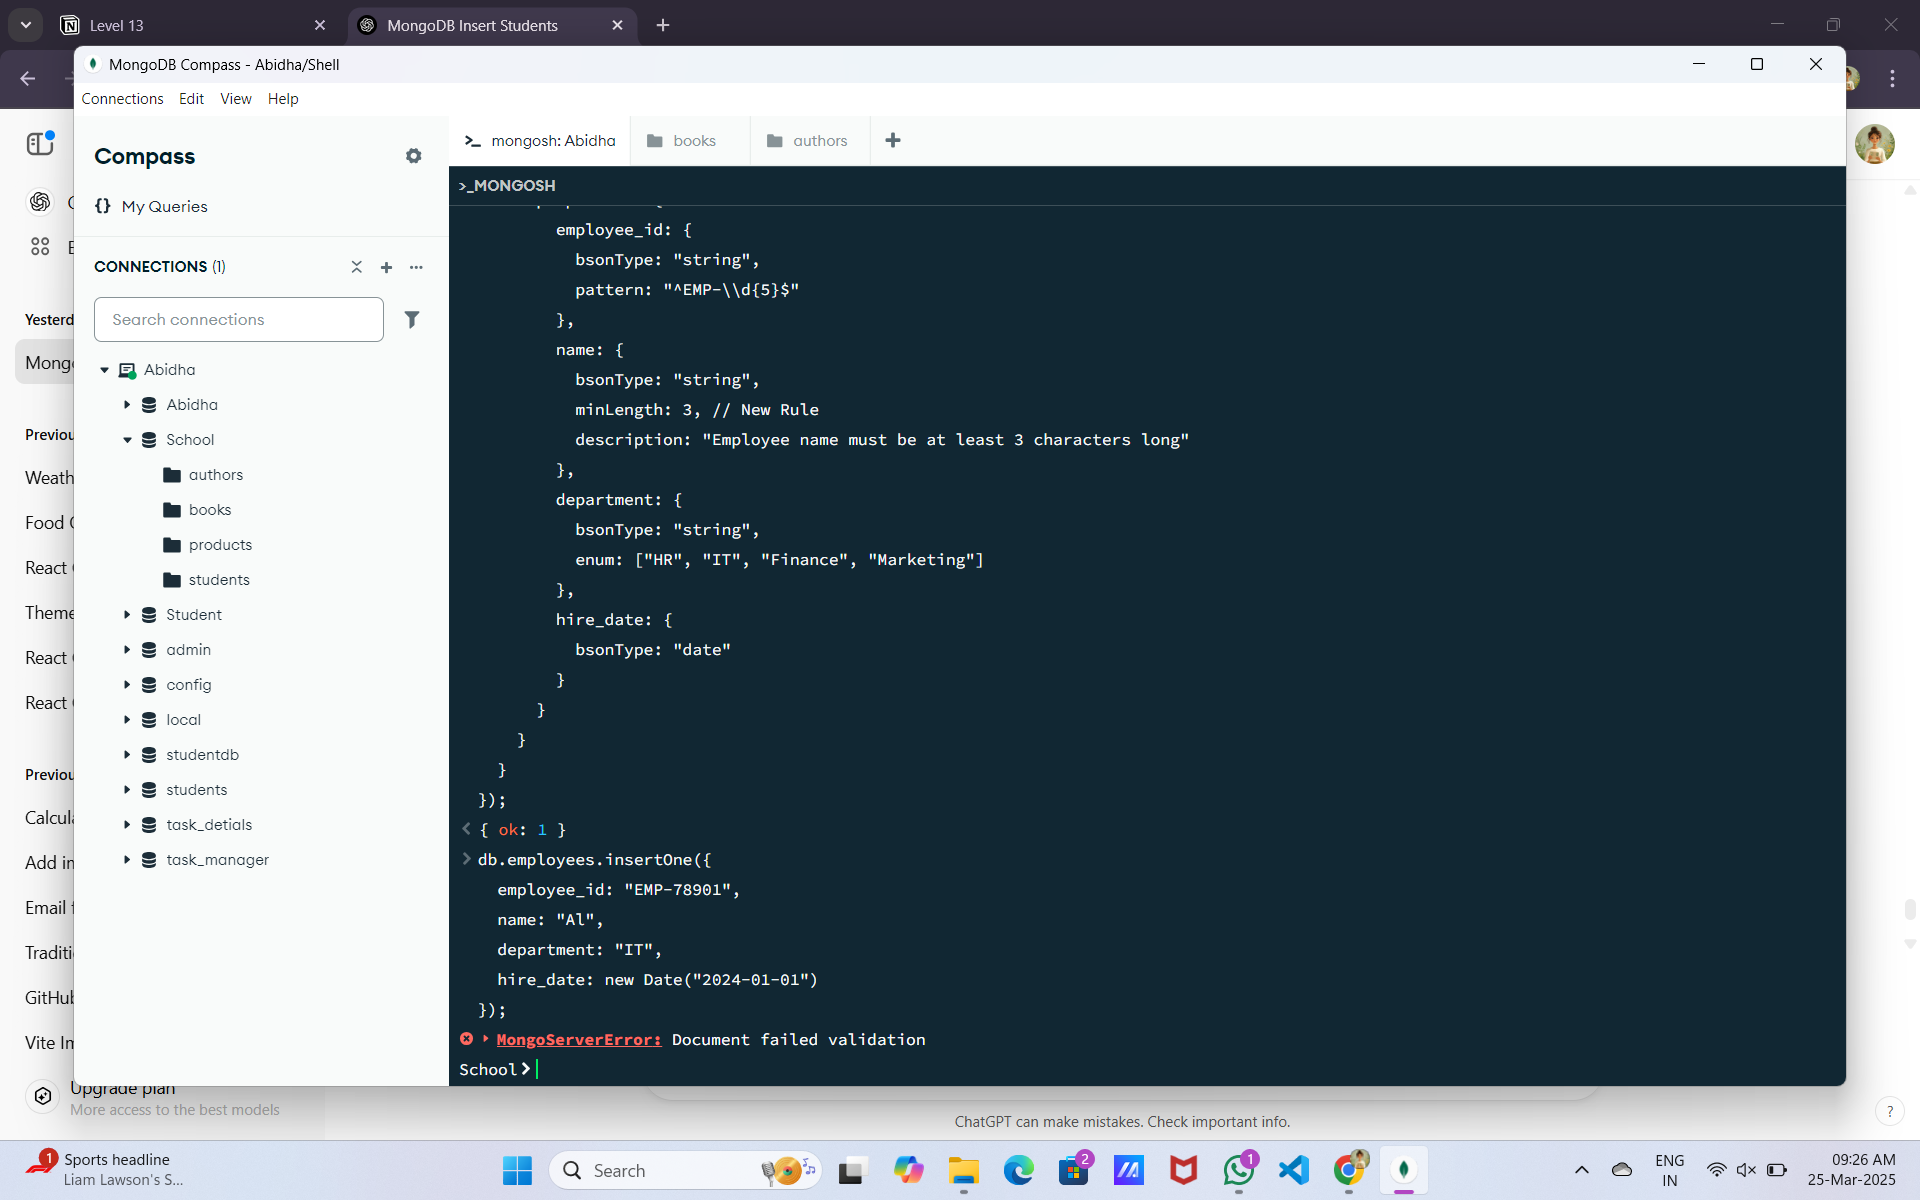 Level 13
MongoDB Insert Students
MongoDB Compass - Abidha/Shell
Connections Edit View Help
Compass
My Queries
CONNECTIONS (1)
Search connections
Abidha
Abidha
School
authors
books
products
students
Student
admin
config
local
studentdb
students
task_detials
task_manager
mongosh: Abidha
books
authors
>_MONGOSH
employee_id: {
bsonType: "string",
pattern: "^EMP-\\d{5}$"
},
name: {
bsonType: "string",
minLength: 3, // New Rule
description: "Employee name must be at least 3 characters long"
},
department: {
bsonType: "string",
enum: ["HR", "IT", "Finance", "Marketing"]
},
hire_date: {
bsonType: "date"
}
}
}
}
});
< { ok: 1 }
> db.employees.insertOne({
employee_id: "EMP-78901",
name: "Al",
department: "IT",
hire_date: new Date("2024-01-01")
});
MongoServerError: Document failed validation
School>
Yesterd
Mong
Previou
Weath
Food
React
Theme
React
React
Previou
Calcula
Add in
Email
Traditi
GitHub
Vite In
Upgrade plan
More access to the best models
ChatGPT can make mistakes. Check important info.
?
1
Sports headline
Liam Lawson's S...
Search
2
1
ENG
IN
09:26 AM
25-Mar-2025